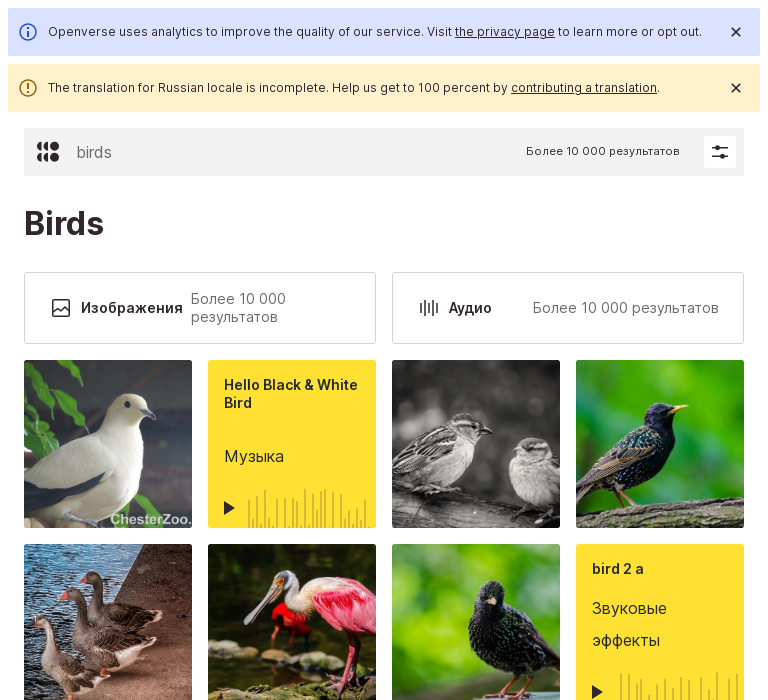 Openverse uses analytics to improve the quality of our service. Visit the privacy page to learn more or opt out.
The translation for Russian locale is incomplete. Help us get to 100 percent by contributing a translation.
birds
Более 10 000 результатов
Birds
Изображения
Более 10 000
результатов
Аудио
Более 10 000 результатов
ChesterZoo.
Hello Black & White
Bird
Музыка
bird 2 a
Звуковые
эффекты